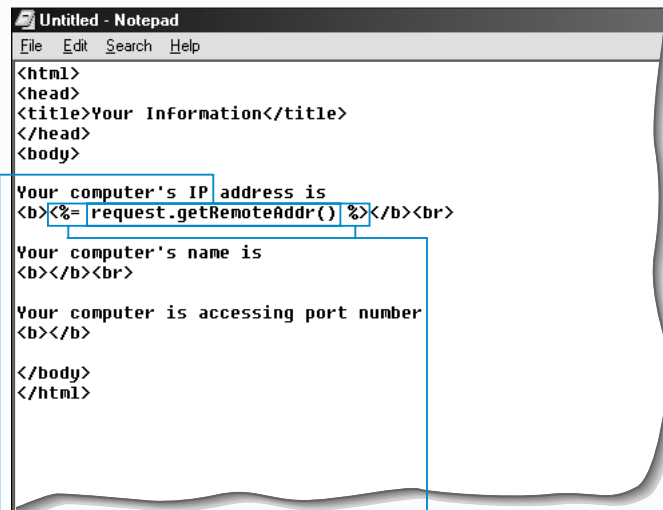 Untitled - Notepad
File Edit Search Help
<html>
<head>
<title>Your Information</title>
</head>
<body>
Your computer's IP address is
<b><%= request.getRemoteAddr() %></b><br>
Your computer's name is
<b></b><br>
Your computer is accessing port number
<b></b>
</body>
</html>